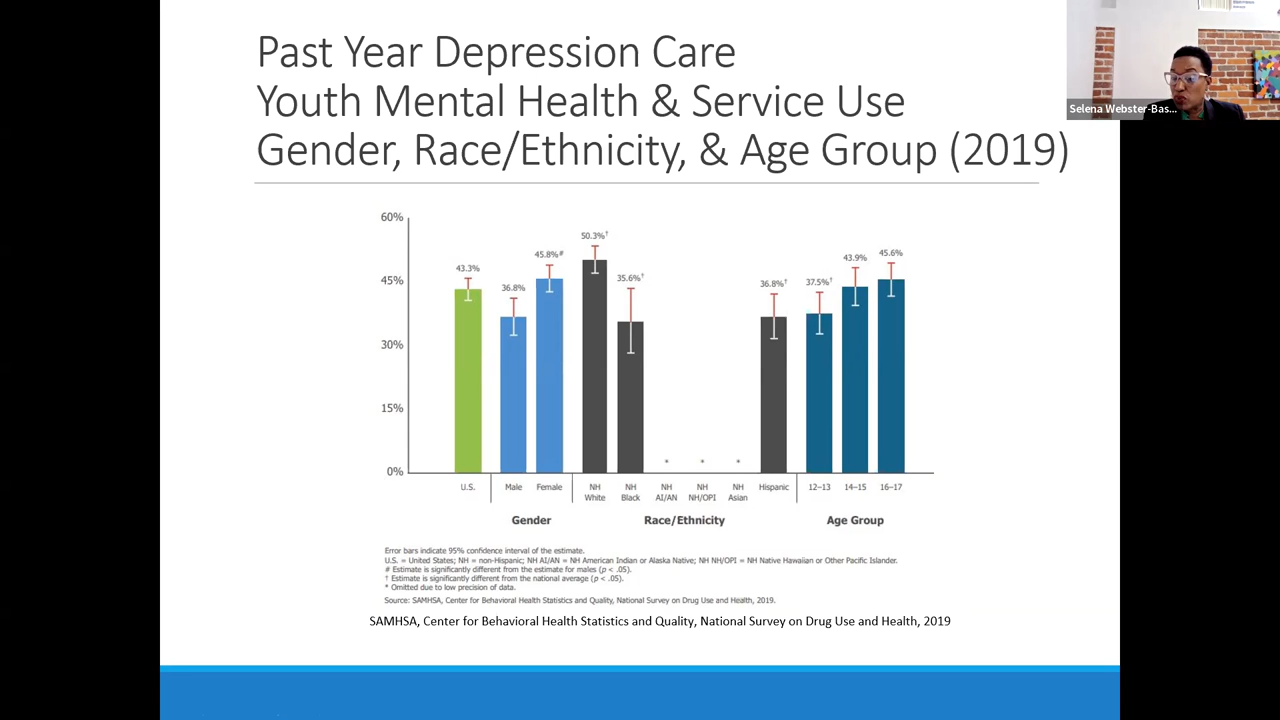 Past Year Depression Care
Youth Mental Health & Service Use
Gender, Race/Ethnicity, & Age Group (2019)
Selena Webster-Bas...
60%
45%
30%
15%
0%
43.3%
36.8%
45.8%#
50.3%†
35.6%†
*
*
*
36.8%†
37.5%†
43.9%
45.6%
U.S.
Male
Female
NH
White
NH
Black
NH
AI/AN
NH
NH/OPI
NH
Asian
Hispanic
12–13
14–15
16–17
Gender
Race/Ethnicity
Age Group
Error bars indicate 95% confidence interval of the estimate.
U.S. = United States; NH = non-Hispanic; NH AI/AN = NH American Indian or Alaska Native; NH NH/OPI = NH Native Hawaiian or Other Pacific Islander.
# Estimate is significantly different from the estimate for males (p < .05).
† Estimate is significantly different from the national average (p < .05).
* Omitted due to low precision of data.
Source: SAMHSA, Center for Behavioral Health Statistics and Quality, National Survey on Drug Use and Health, 2019.
SAMHSA, Center for Behavioral Health Statistics and Quality, National Survey on Drug Use and Health, 2019